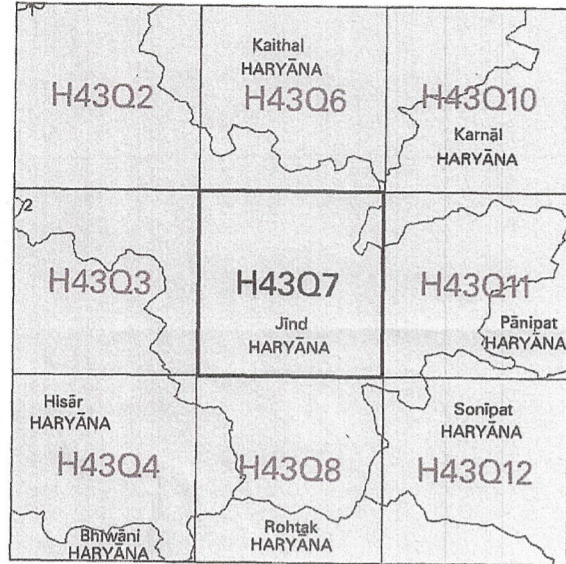 Kaithal
HARYĀNA
H43Q2
H43Q6
H43Q10
Karnāl
HARYĀNA
2
H43Q3
H43Q7
H43Q11
Jīnd
HARYĀNA
Pānipat
HARYĀNA
Hisār
HARYĀNA
Sonīpat
HARYĀNA
H43Q4
H43Q8
H43Q12
Bhiwāni
HARYĀNA
Rohtak
HARYĀNA